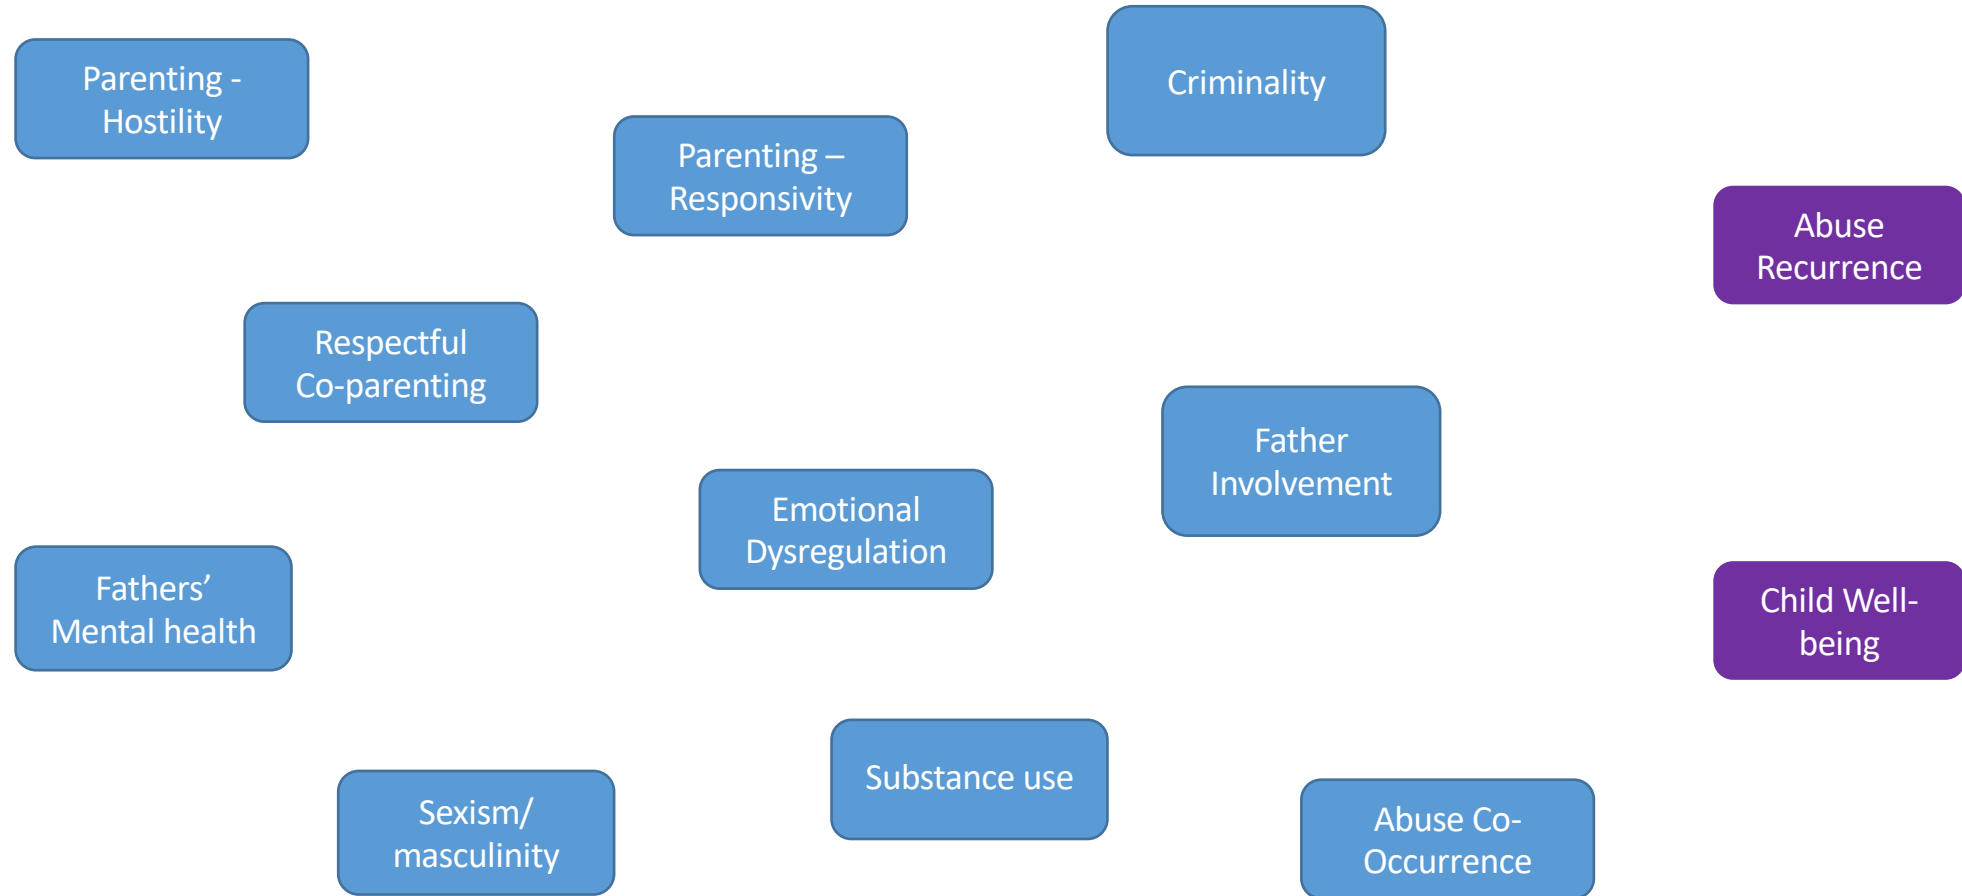 Parenting -
Hostility
Parenting –
Responsivity
Criminality
Abuse
Recurrence
Respectful
Co-parenting
Father
Involvement
Emotional
Dysregulation
Fathers’
Mental health
Child Well-
being
Substance use
Sexism/
masculinity
Abuse Co-
Occurrence